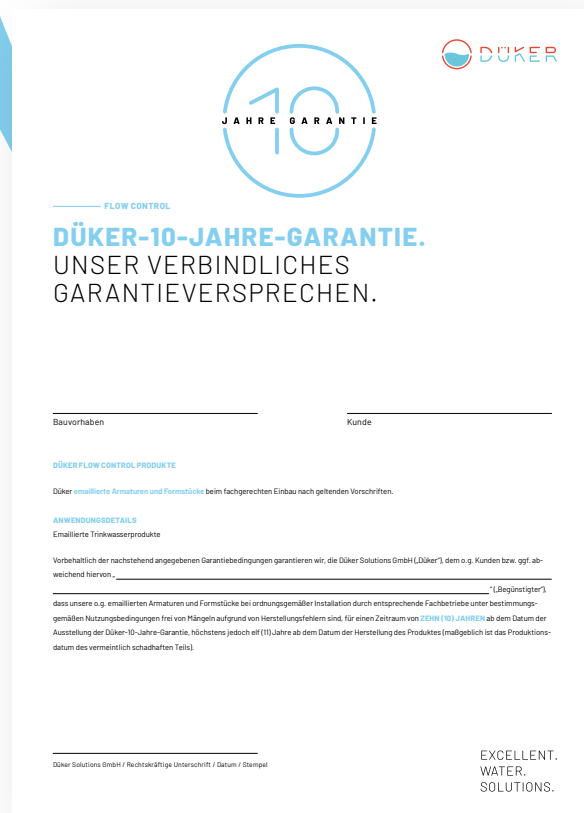 DÜKER
10
JAHRE GARANTIE
FLOW CONTROL
DÜKER-10-JAHRE-GARANTIE.
UNSER VERBINDLICHES
GARANTIEVERSPRECHEN.
Bauvorhaben
Kunde
DÜKER FLOW CONTROL PRODUKTE
Düker emaillierte Armaturen und Formstücke beim fachgerechten Einbau nach geltenden Vorschriften.
ANWENDUNGSDETAILS
Emaillierte Trinkwasserprodukte
Vorbehaltlich der nachstehend angegebenen Garantiebedingungen garantieren wir, die Düker Solutions GmbH („Düker"), dem o.g. Kunden bzw. ggf. ab-
weichend hiervon „
" („Begünstigter"),
dass unsere o.g. emaillierten Armaturen und Formstücke bei ordnungsgemäßer Installation durch entsprechende Fachbetriebe unter bestimmungs-
gemäßen Nutzungsbedingungen frei von Mängeln aufgrund von Herstellungsfehlern sind, für einen Zeitraum von ZEHN (10) JAHREN ab dem Datum der
Ausstellung der Düker-10-Jahre-Garantie, höchstens jedoch elf (11) Jahre ab dem Datum der Herstellung des Produktes (maßgeblich ist das Produktions-
datum des vermeintlich schadhaften Teils).
Düker Solutions GmbH / Rechtskräftige Unterschrift / Datum / Stempel
EXCELLENT.
WATER.
SOLUTIONS.